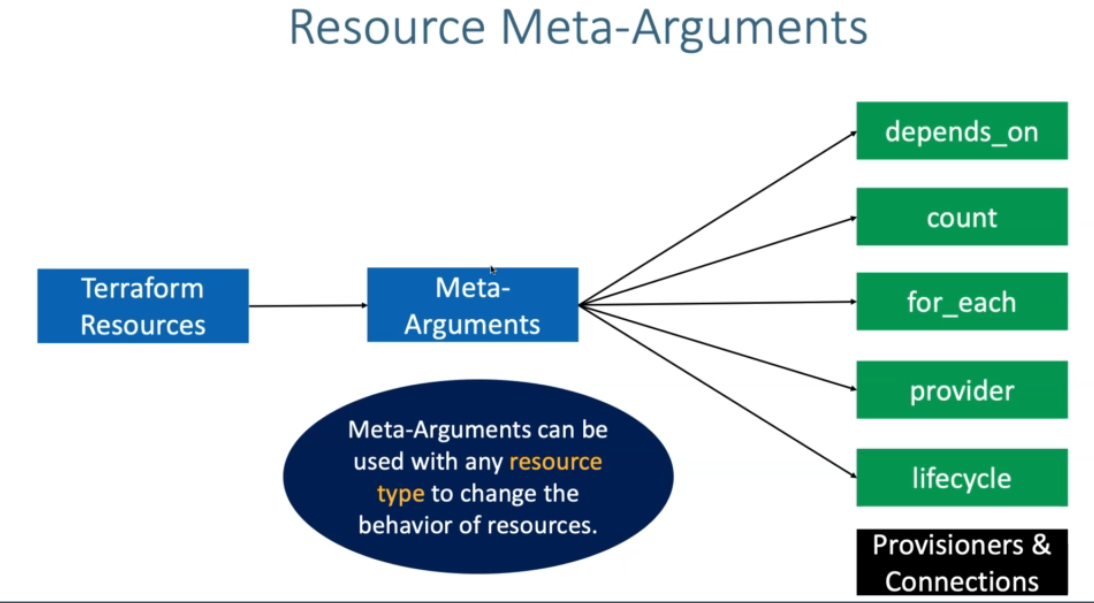 Resource Meta-Arguments
Terraform
Resources
Meta-
Arguments
depends_on
count
for_each
provider
lifecycle
Meta-Arguments can be
used with any resource
type to change the
behavior of resources.
Provisioners &
Connections